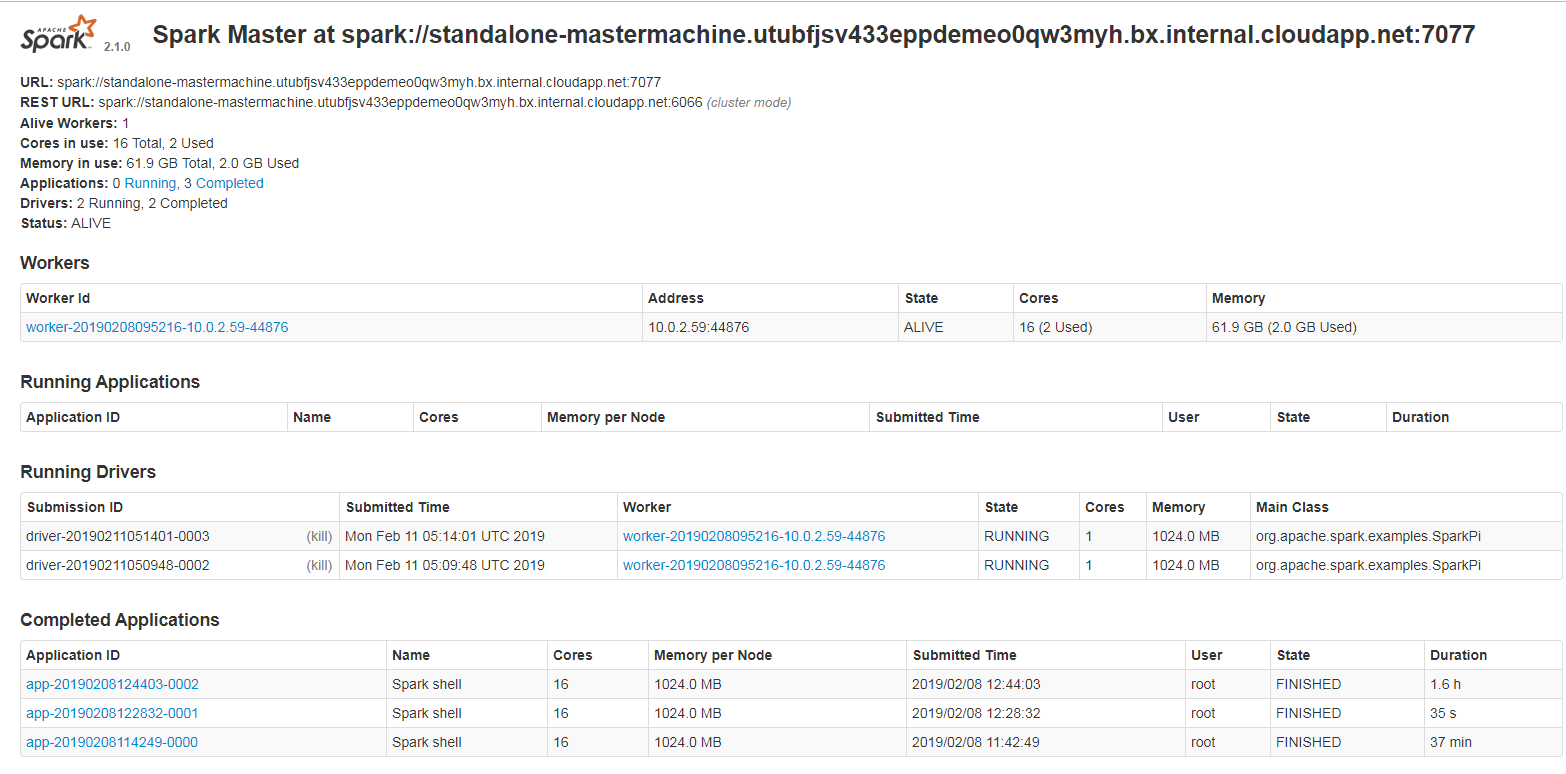 APACHE Spark 2.1.0 Spark Master at spark://standalone-mastermachine.utubfjsv433eppdemeo0qw3myh.bx.internal.cloudapp.net:7077
URL: spark://standalone-mastermachine.utubfjsv433eppdemeo0qw3myh.bx.internal.cloudapp.net:7077
REST URL: spark://standalone-mastermachine.utubfjsv433eppdemeo0qw3myh.bx.internal.cloudapp.net:6066 (cluster mode)
Alive Workers: 1
Cores in use: 16 Total, 2 Used
Memory in use: 61.9 GB Total, 2.0 GB Used
Applications: 0 Running, 3 Completed
Drivers: 2 Running, 2 Completed
Status: ALIVE
Workers
Worker Id Address State Cores Memory
worker-20190208095216-10.0.2.59-44876 10.0.2.59:44876 ALIVE 16 (2 Used) 61.9 GB (2.0 GB Used)
Running Applications
Application ID Name Cores Memory per Node Submitted Time User State Duration
Running Drivers
Submission ID Submitted Time Worker State Cores Memory Main Class
driver-20190211051401-0003 (kill) Mon Feb 11 05:14:01 UTC 2019 worker-20190208095216-10.0.2.59-44876 RUNNING 1 1024.0 MB org.apache.spark.examples.SparkPi
driver-20190211050948-0002 (kill) Mon Feb 11 05:09:48 UTC 2019 worker-20190208095216-10.0.2.59-44876 RUNNING 1 1024.0 MB org.apache.spark.examples.SparkPi
Completed Applications
Application ID Name Cores Memory per Node Submitted Time User State Duration
app-20190208124403-0002 Spark shell 16 1024.0 MB 2019/02/08 12:44:03 root FINISHED 1.6 h
app-20190208122832-0001 Spark shell 16 1024.0 MB 2019/02/08 12:28:32 root FINISHED 35 s
app-20190208114249-0000 Spark shell 16 1024.0 MB 2019/02/08 11:42:49 root FINISHED 37 min